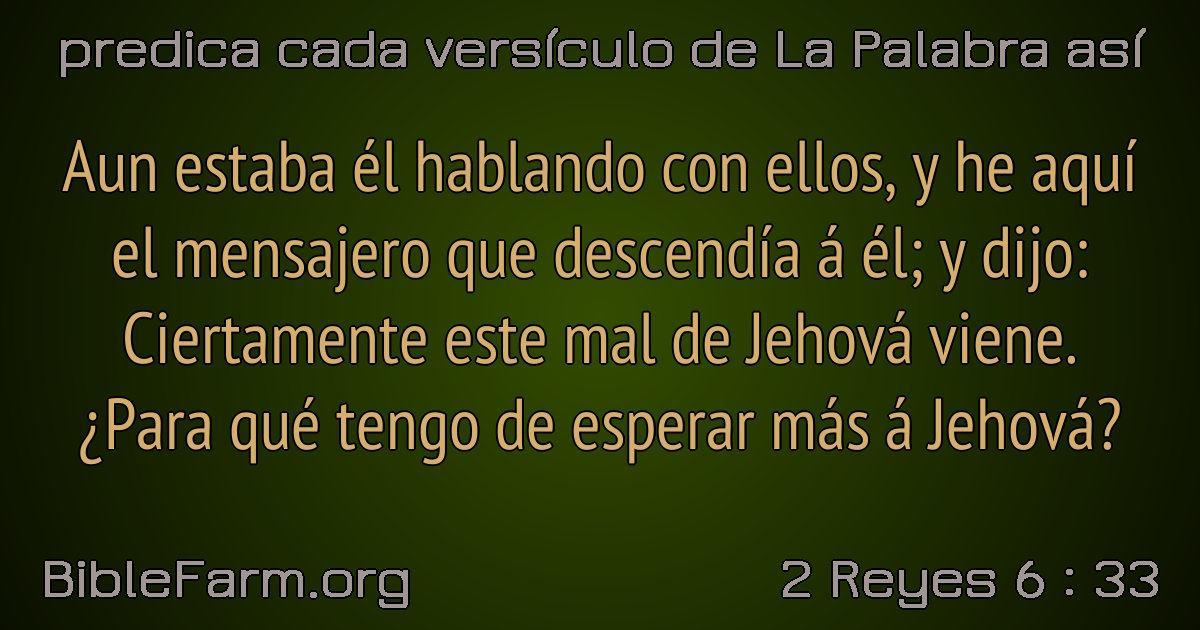 predica cada versículo de La Palabra así
Aun estaba él hablando con ellos, y he aquí
el mensajero que descendía á él; y dijo:
Ciertamente este mal de Jehová viene.
¿Para qué tengo de esperar más á Jehová?
BibleFarm.org
2 Reyes 6 : 33